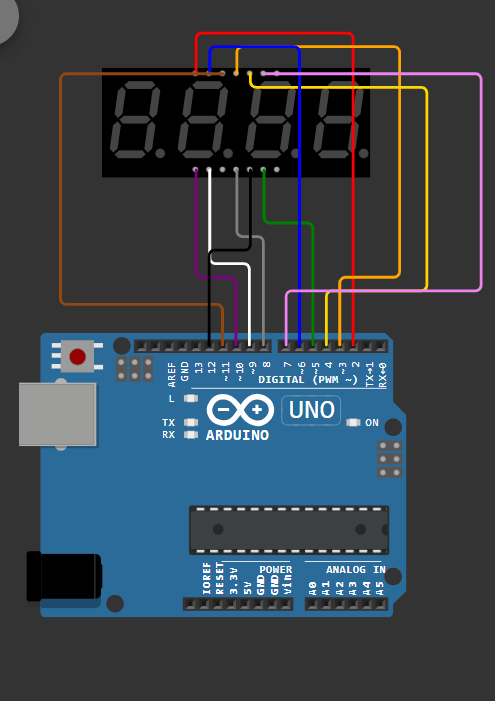 AREF
GND
13
12
~11
~10
~9
8
7
~6
~5
4
~3
2
TX→1
RX←0
DIGITAL (PWM ~)
L
TX
RX
ARDUINO
UNO
ON
IOREF
RESET
3.3V
5V
GND
GND
Vin
POWER
ANALOG IN
A0
A1
A2
A3
A4
A5